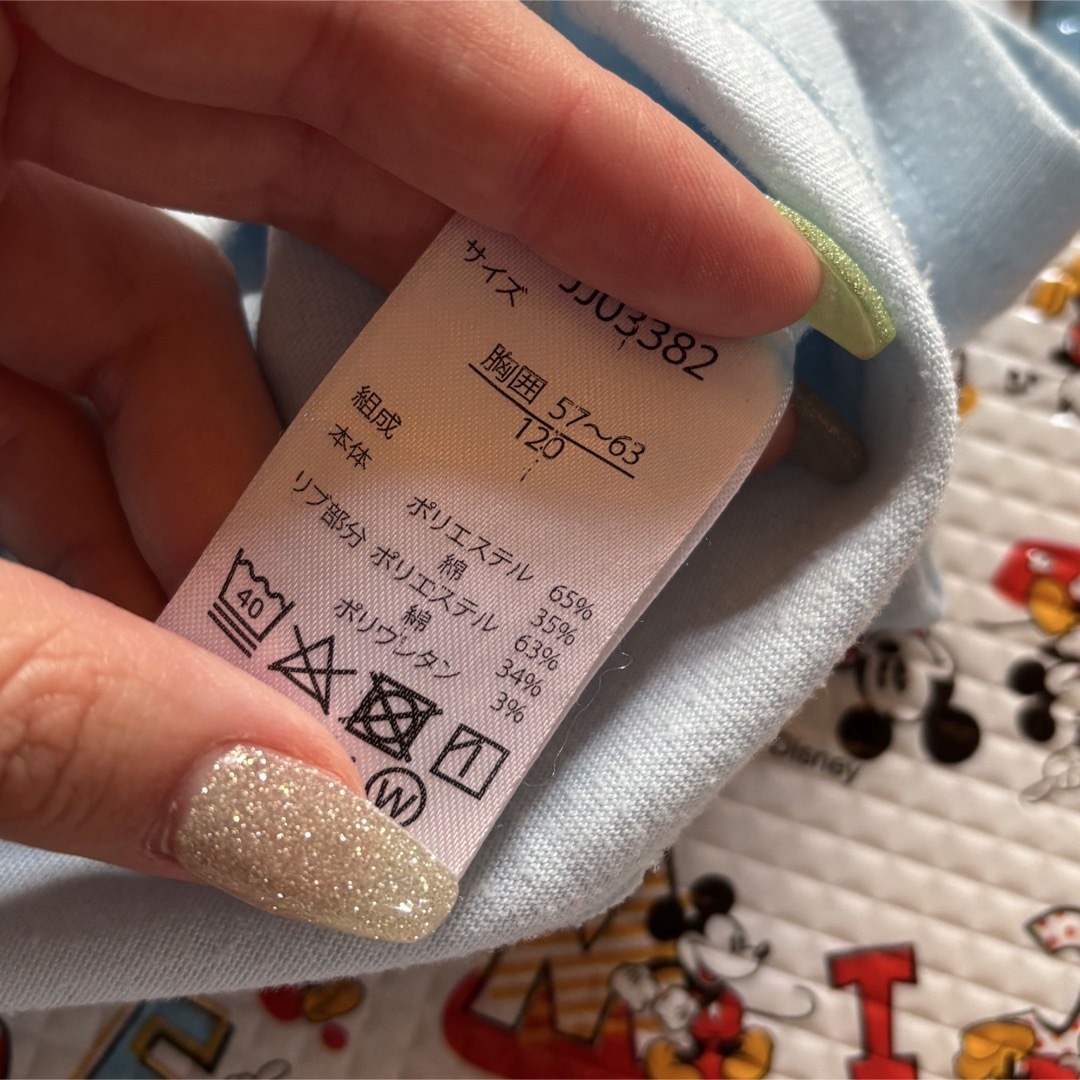 JJ03382
サイズ
胸囲 57～63
120
組成
本体 ポリエステル 65%
綿 35%
リブ部分 ポリエステル 63%
綿 34%
ポリウレタン 3%
40
W
Disney